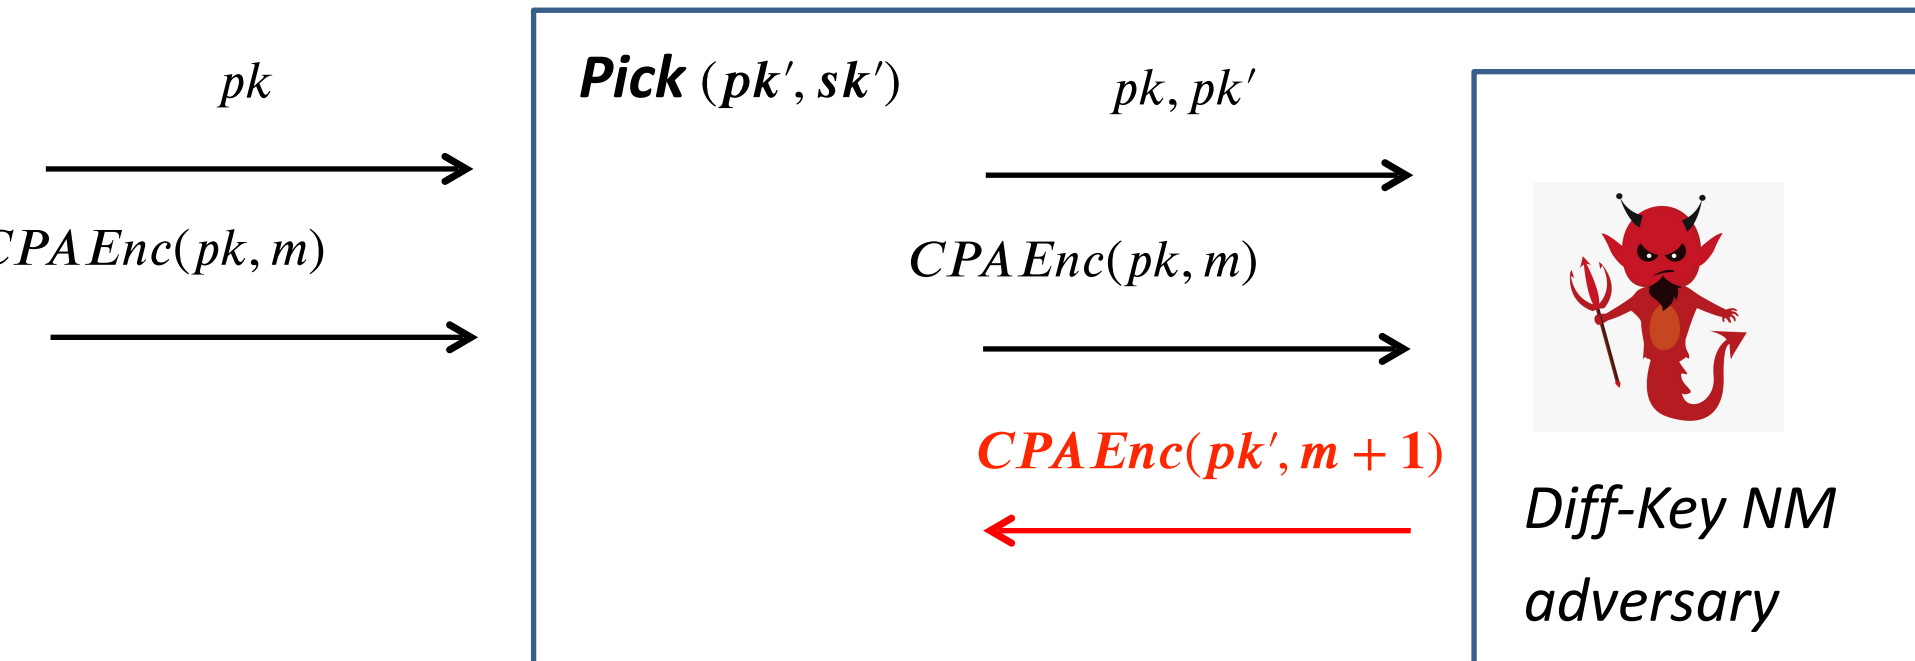 pk
Pick (pk′, sk′)
pk, pk′
CPAEnc(pk, m)
CPAEnc(pk, m)
CPAEnc(pk′, m + 1)
Diff-Key NM
adversary